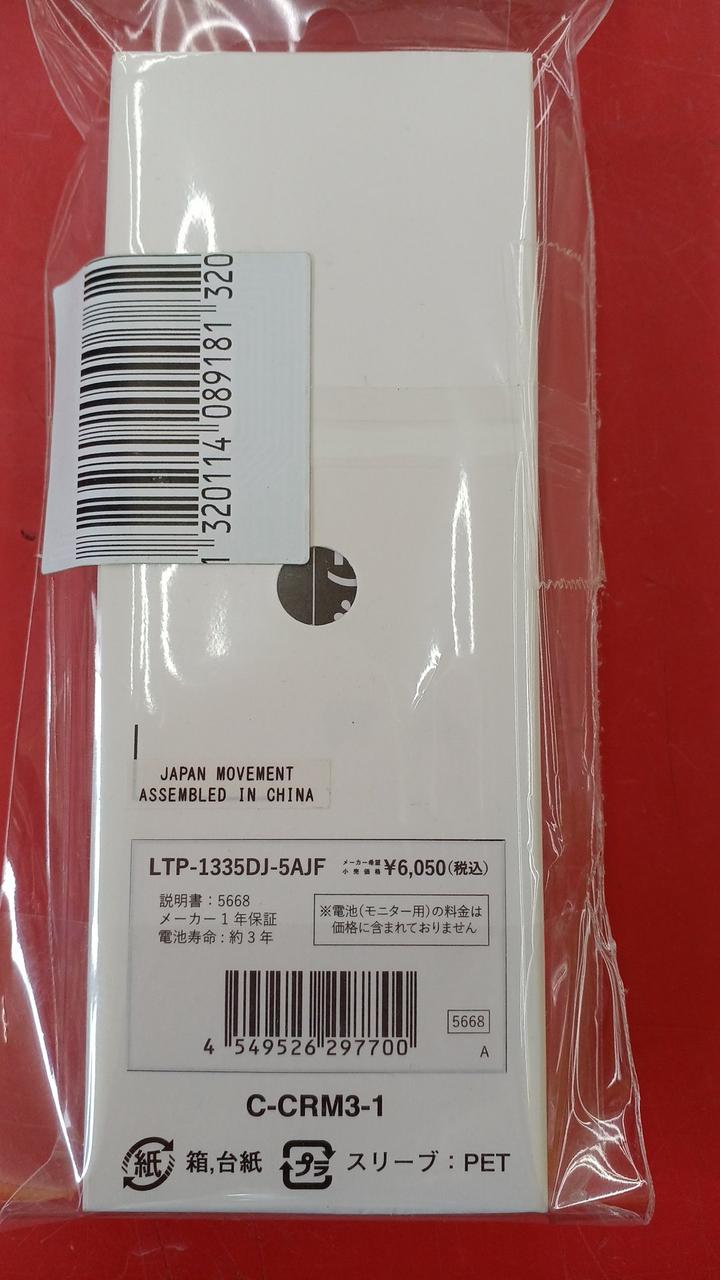 1 320114 089181 320
JAPAN MOVEMENT
ASSEMBLED IN CHINA
LTP-1335DJ-5AJF メーカー希望小売価格 ¥6,050(税込)
説明書:5668
メーカー1年保証
電池寿命:約3年
※電池(モニター用)の料金は
価格に含まれておりません
4 549526 297700
5668
A
C-CRM3-1
紙 箱,台紙 プラ スリーブ:PET